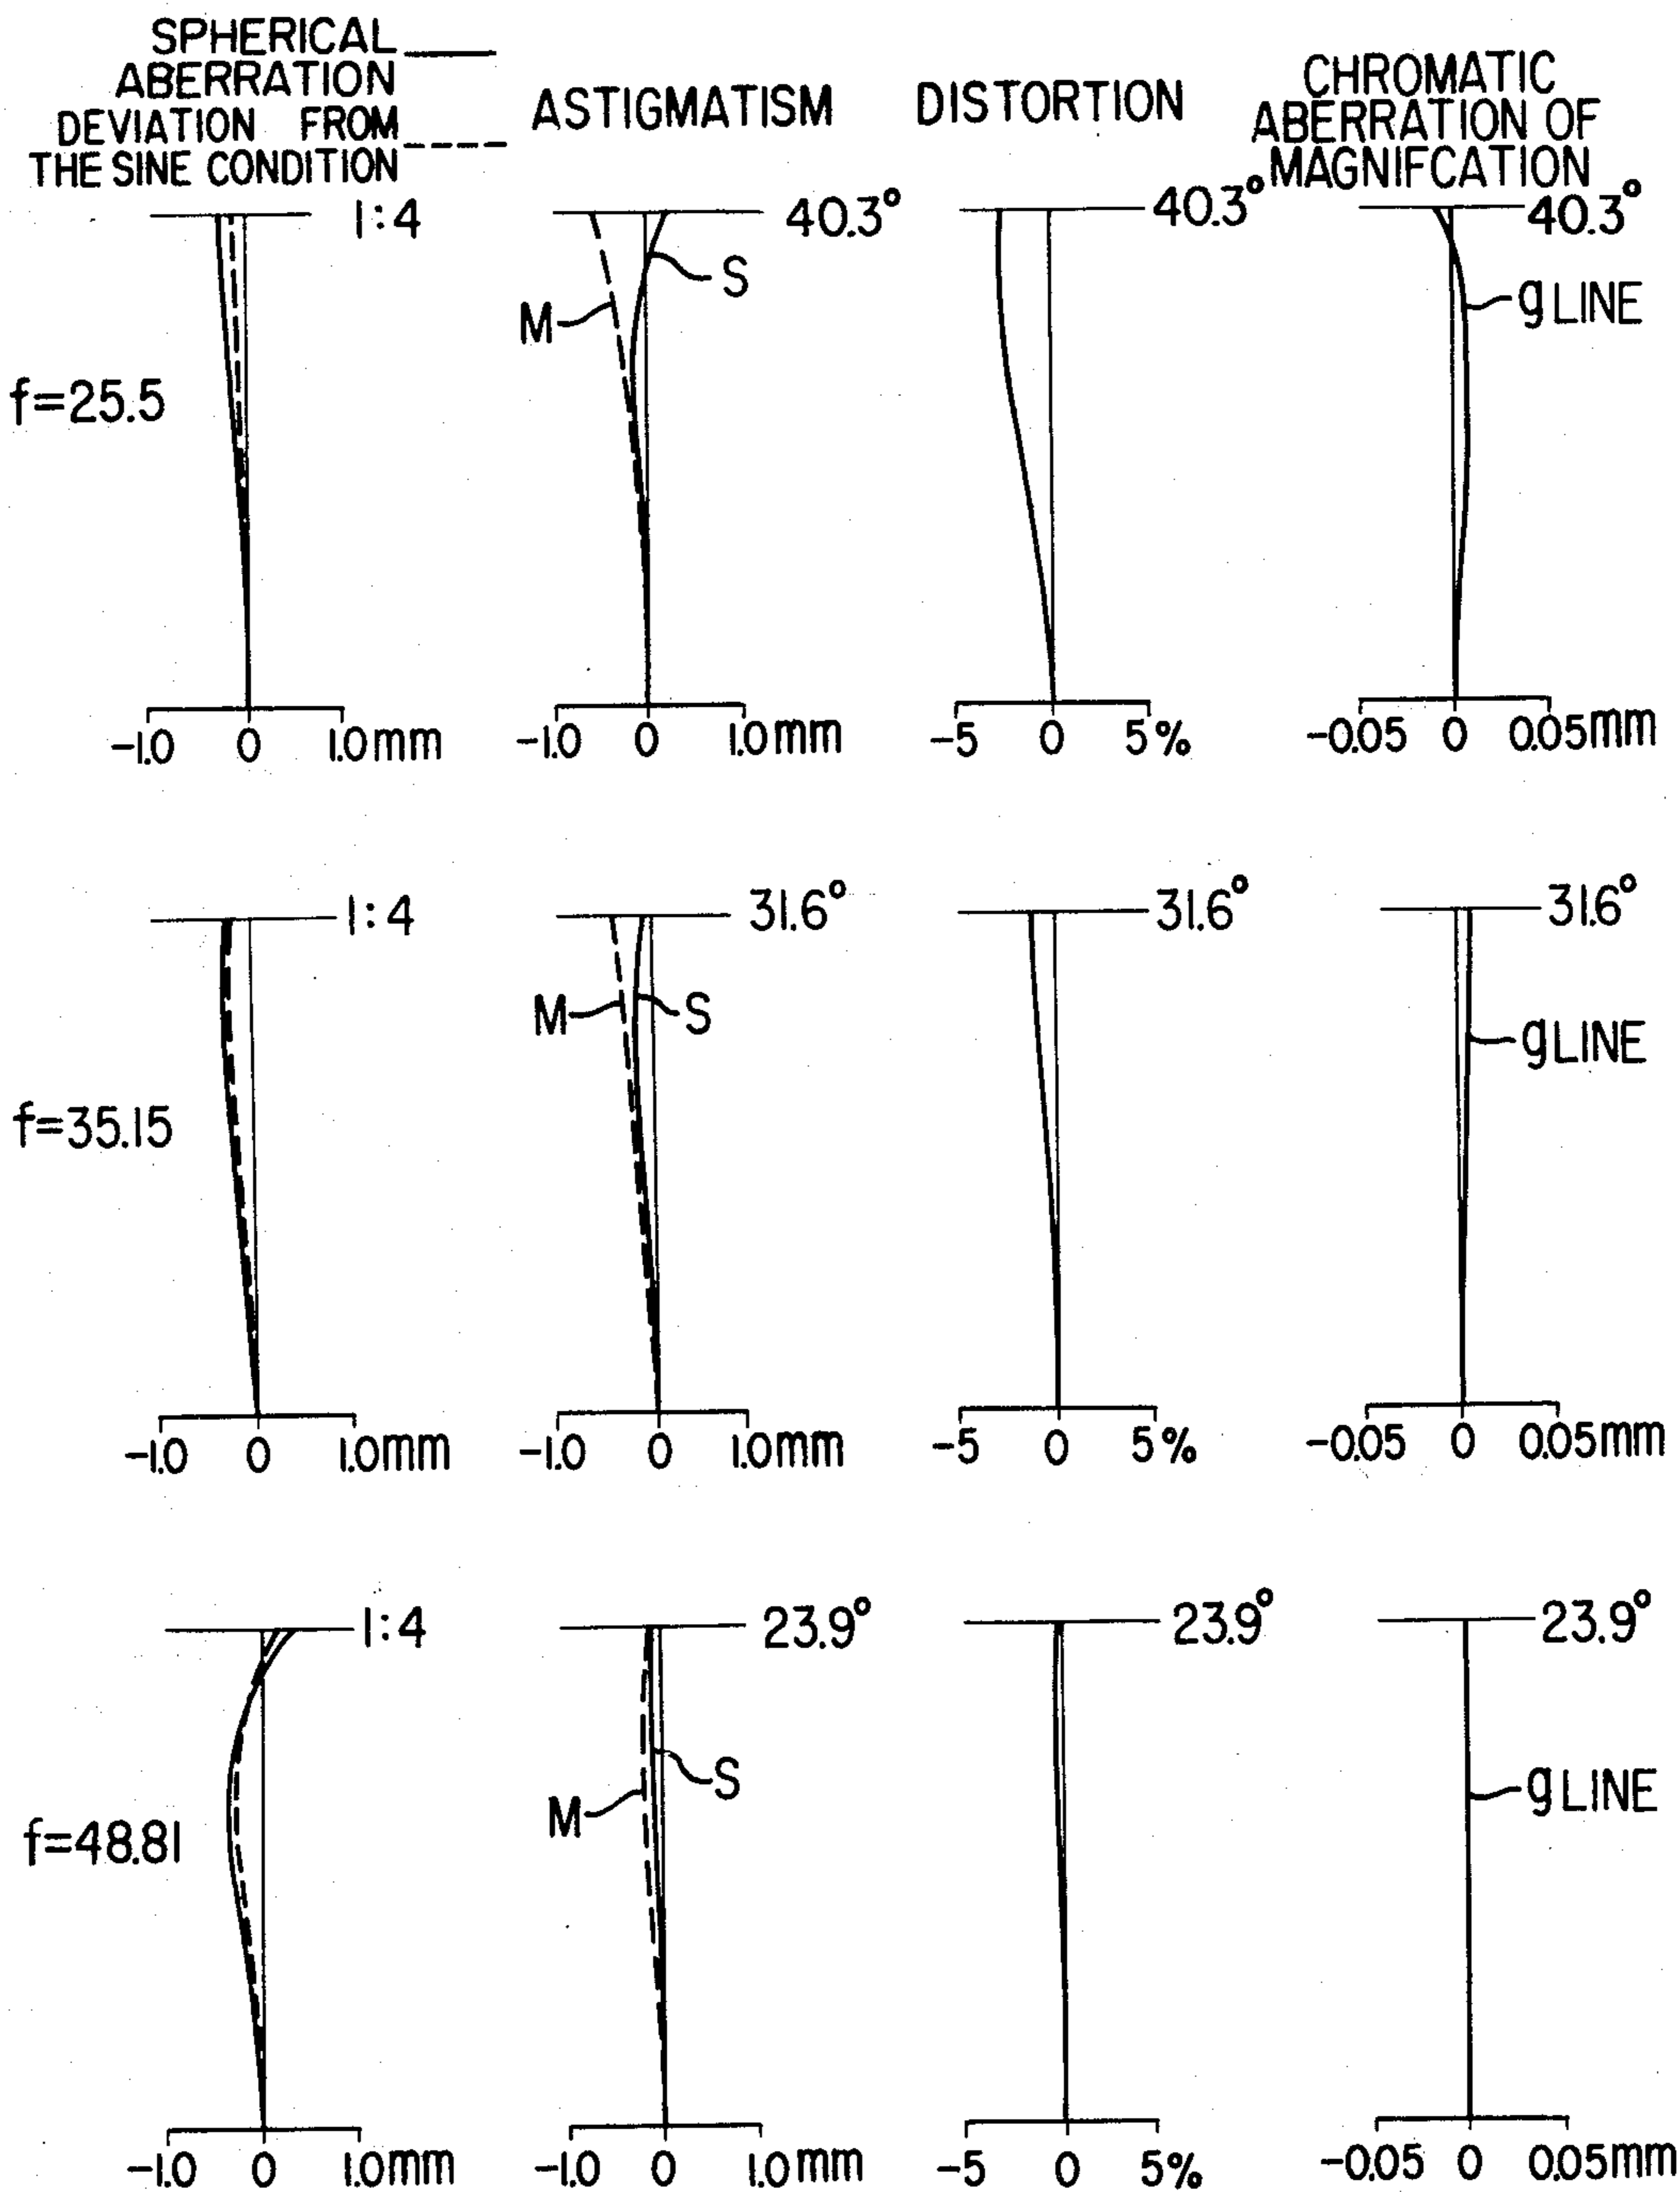 SPHERICAL
ABERRATION
DEVIATION FROM
THE SINE CONDITION
ASTIGMATISM
DISTORTION
CHROMATIC
ABERRATION OF
MAGNIFCATION
f=25.5
1:4
-1.0 0 1.0mm
40.3°
S
M
-1.0 0 1.0mm
40.3°
-5 0 5%
40.3°
g LINE
-0.05 0 0.05mm
f=35.15
1:4
-1.0 0 1.0mm
31.6°
M S
-1.0 0 1.0mm
31.6°
-5 0 5%
31.6°
g LINE
-0.05 0 0.05mm
f=48.81
1:4
-1.0 0 1.0mm
23.9°
S
M
-1.0 0 1.0mm
23.9°
-5 0 5%
23.9°
g LINE
-0.05 0 0.05mm